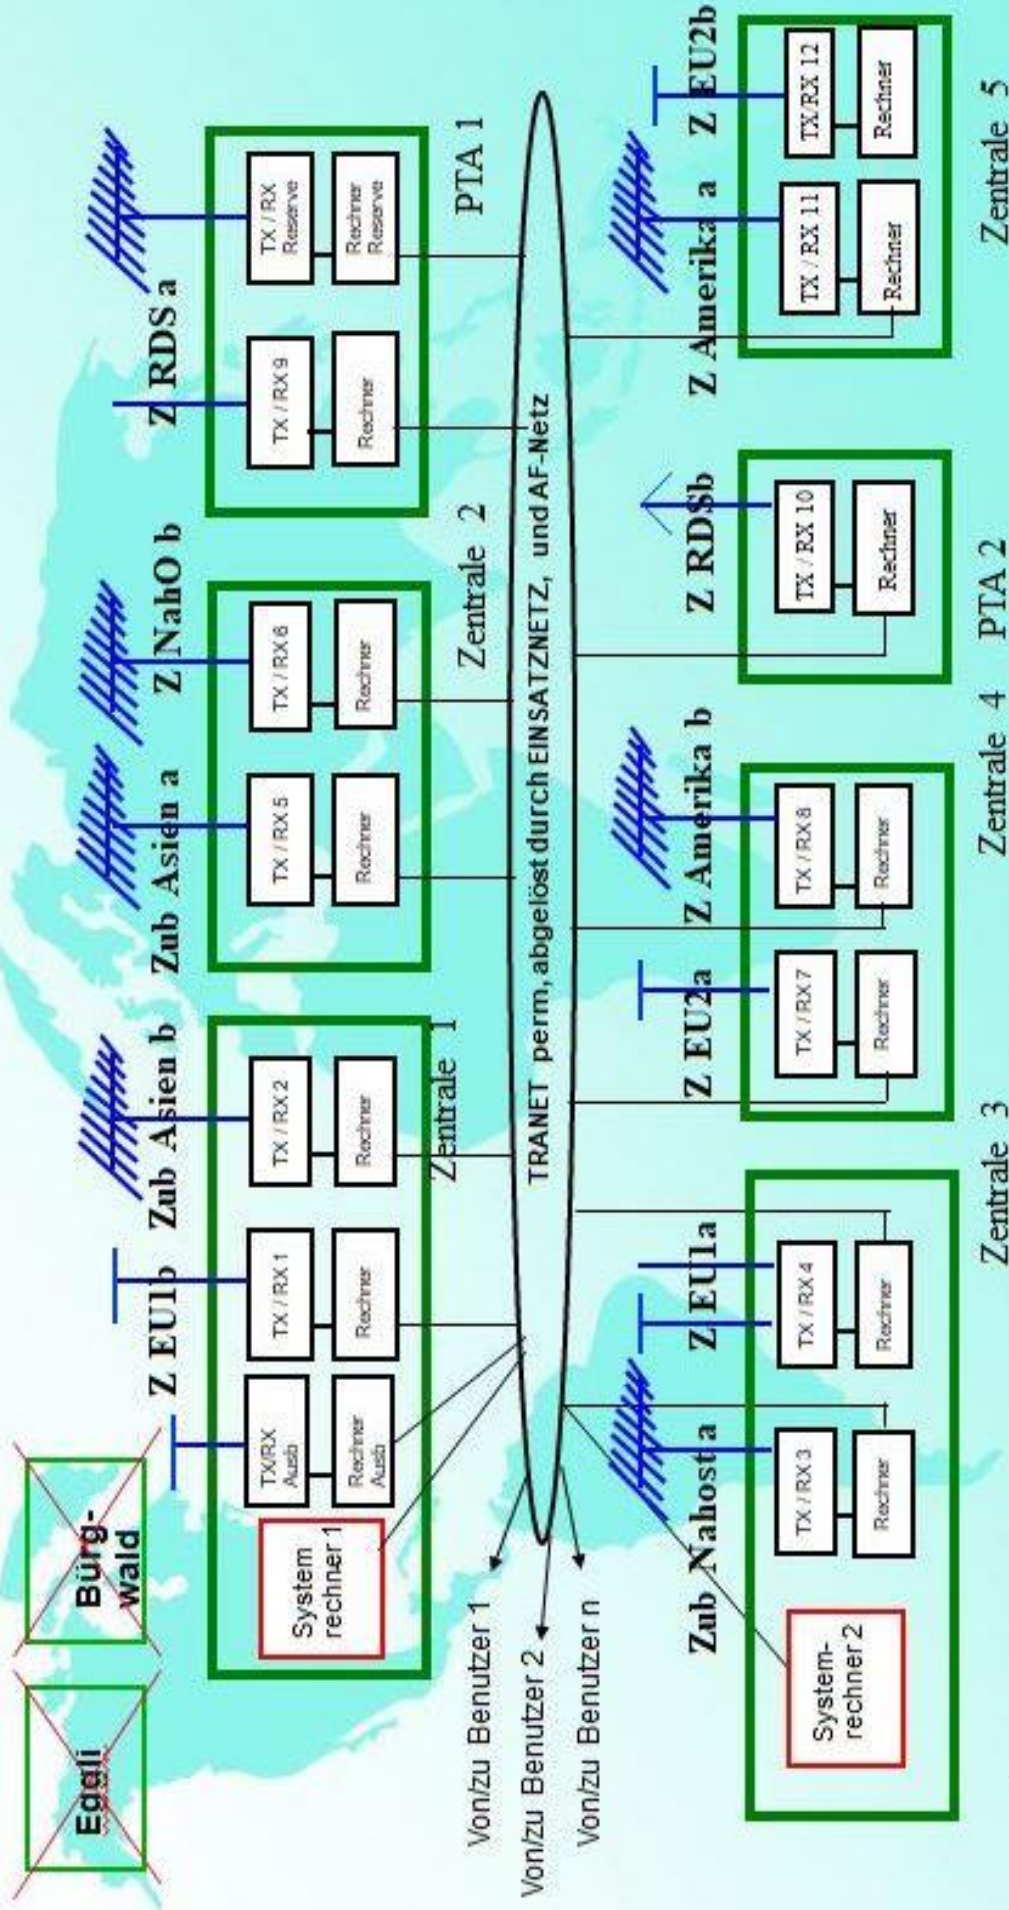 Eggli
Bürg-
wald
Z EU1b
Zub Asien b
Zub Asien a
Z NahO b
Z RDS a
System
rechner 1
TX/RX
Ausb
TX / RX 1
TX / RX 2
TX / RX 5
TX / RX 6
TX / RX 9
TX / RX
Reserve
Rechner
Ausb
Rechner
Rechner
Rechner
Rechner
Rechner
Rechner
Reserve
Zentrale 1
Zentrale 2
PTA 1
Von/zu Benutzer 1
Von/zu Benutzer 2
Von/zu Benutzer n
TRANET perm, abgelöst durch EINSATZNETZ, und AF-Netz
Zub Nahost a
Z EU1a
Z EU2a
Z Amerika b
Z RDSb
Z Amerika a
Z EU2b
System-
rechner 2
TX / RX 3
TX / RX 4
TX / RX 7
TX / RX 8
TX / RX 10
TX / RX 11
TX/RX 12
Rechner
Rechner
Rechner
Rechner
Rechner
Rechner
Rechner
Zentrale 3
Zentrale 4
PTA 2
Zentrale 5